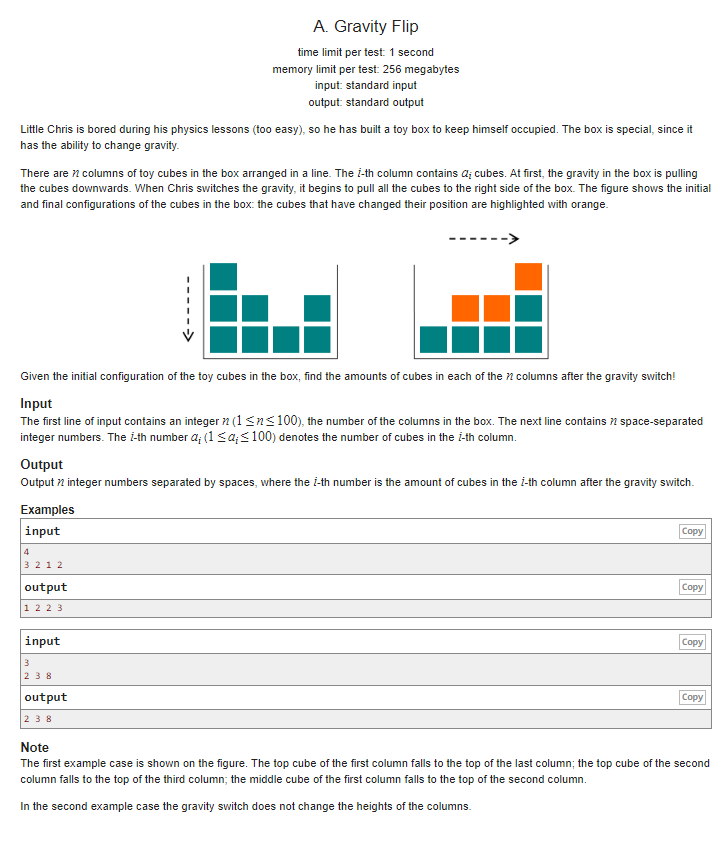 A. Gravity Flip
time limit per test: 1 second
memory limit per test: 256 megabytes
input: standard input
output: standard output
Little Chris is bored during his physics lessons (too easy), so he has built a toy box to keep himself occupied. The box is special, since it
has the ability to change gravity.
There are n columns of toy cubes in the box arranged in a line. The i-th column contains aᵢ cubes. At first, the gravity in the box is pulling
the cubes downwards. When Chris switches the gravity, it begins to pull all the cubes to the right side of the box. The figure shows the initial
and final configurations of the cubes in the box: the cubes that have changed their position are highlighted with orange.
Given the initial configuration of the toy cubes in the box, find the amounts of cubes in each of the n columns after the gravity switch!
Input
The first line of input contains an integer n (1 ≤ n ≤ 100), the number of the columns in the box. The next line contains n space-separated
integer numbers. The i-th number aᵢ (1 ≤ aᵢ ≤ 100) denotes the number of cubes in the i-th column.
Output
Output n integer numbers separated by spaces, where the i-th number is the amount of cubes in the i-th column after the gravity switch.
Examples
input Copy
4
3 2 1 2
output Copy
1 2 2 3
input Copy
3
2 3 8
output Copy
2 3 8
Note
The first example case is shown on the figure. The top cube of the first column falls to the top of the last column; the top cube of the second
column falls to the top of the third column; the middle cube of the first column falls to the top of the second column.
In the second example case the gravity switch does not change the heights of the columns.